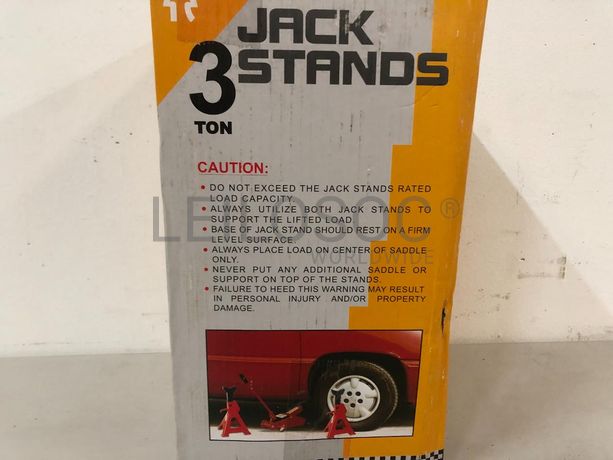 JACK
3 STANDS
TON
CAUTION:
• DO NOT EXCEED THE JACK STANDS RATED
LOAD CAPACITY.
• ALWAYS UTILIZE BOTH JACK STANDS TO
SUPPORT THE LIFTED LOAD.
• BASE OF JACK STAND SHOULD REST ON A FIRM
LEVEL SURFACE
• ALWAYS PLACE LOAD ON CENTER OF SADDLE
ONLY.
• NEVER PUT ANY ADDITIONAL SADDLE OR
SUPPORT ON TOP OF THE STANDS.
• FAILURE TO HEED THIS WARNING MAY RESULT
IN PERSONAL INJURY AND/OR PROPERTY
DAMAGE.
WORLDWIDE